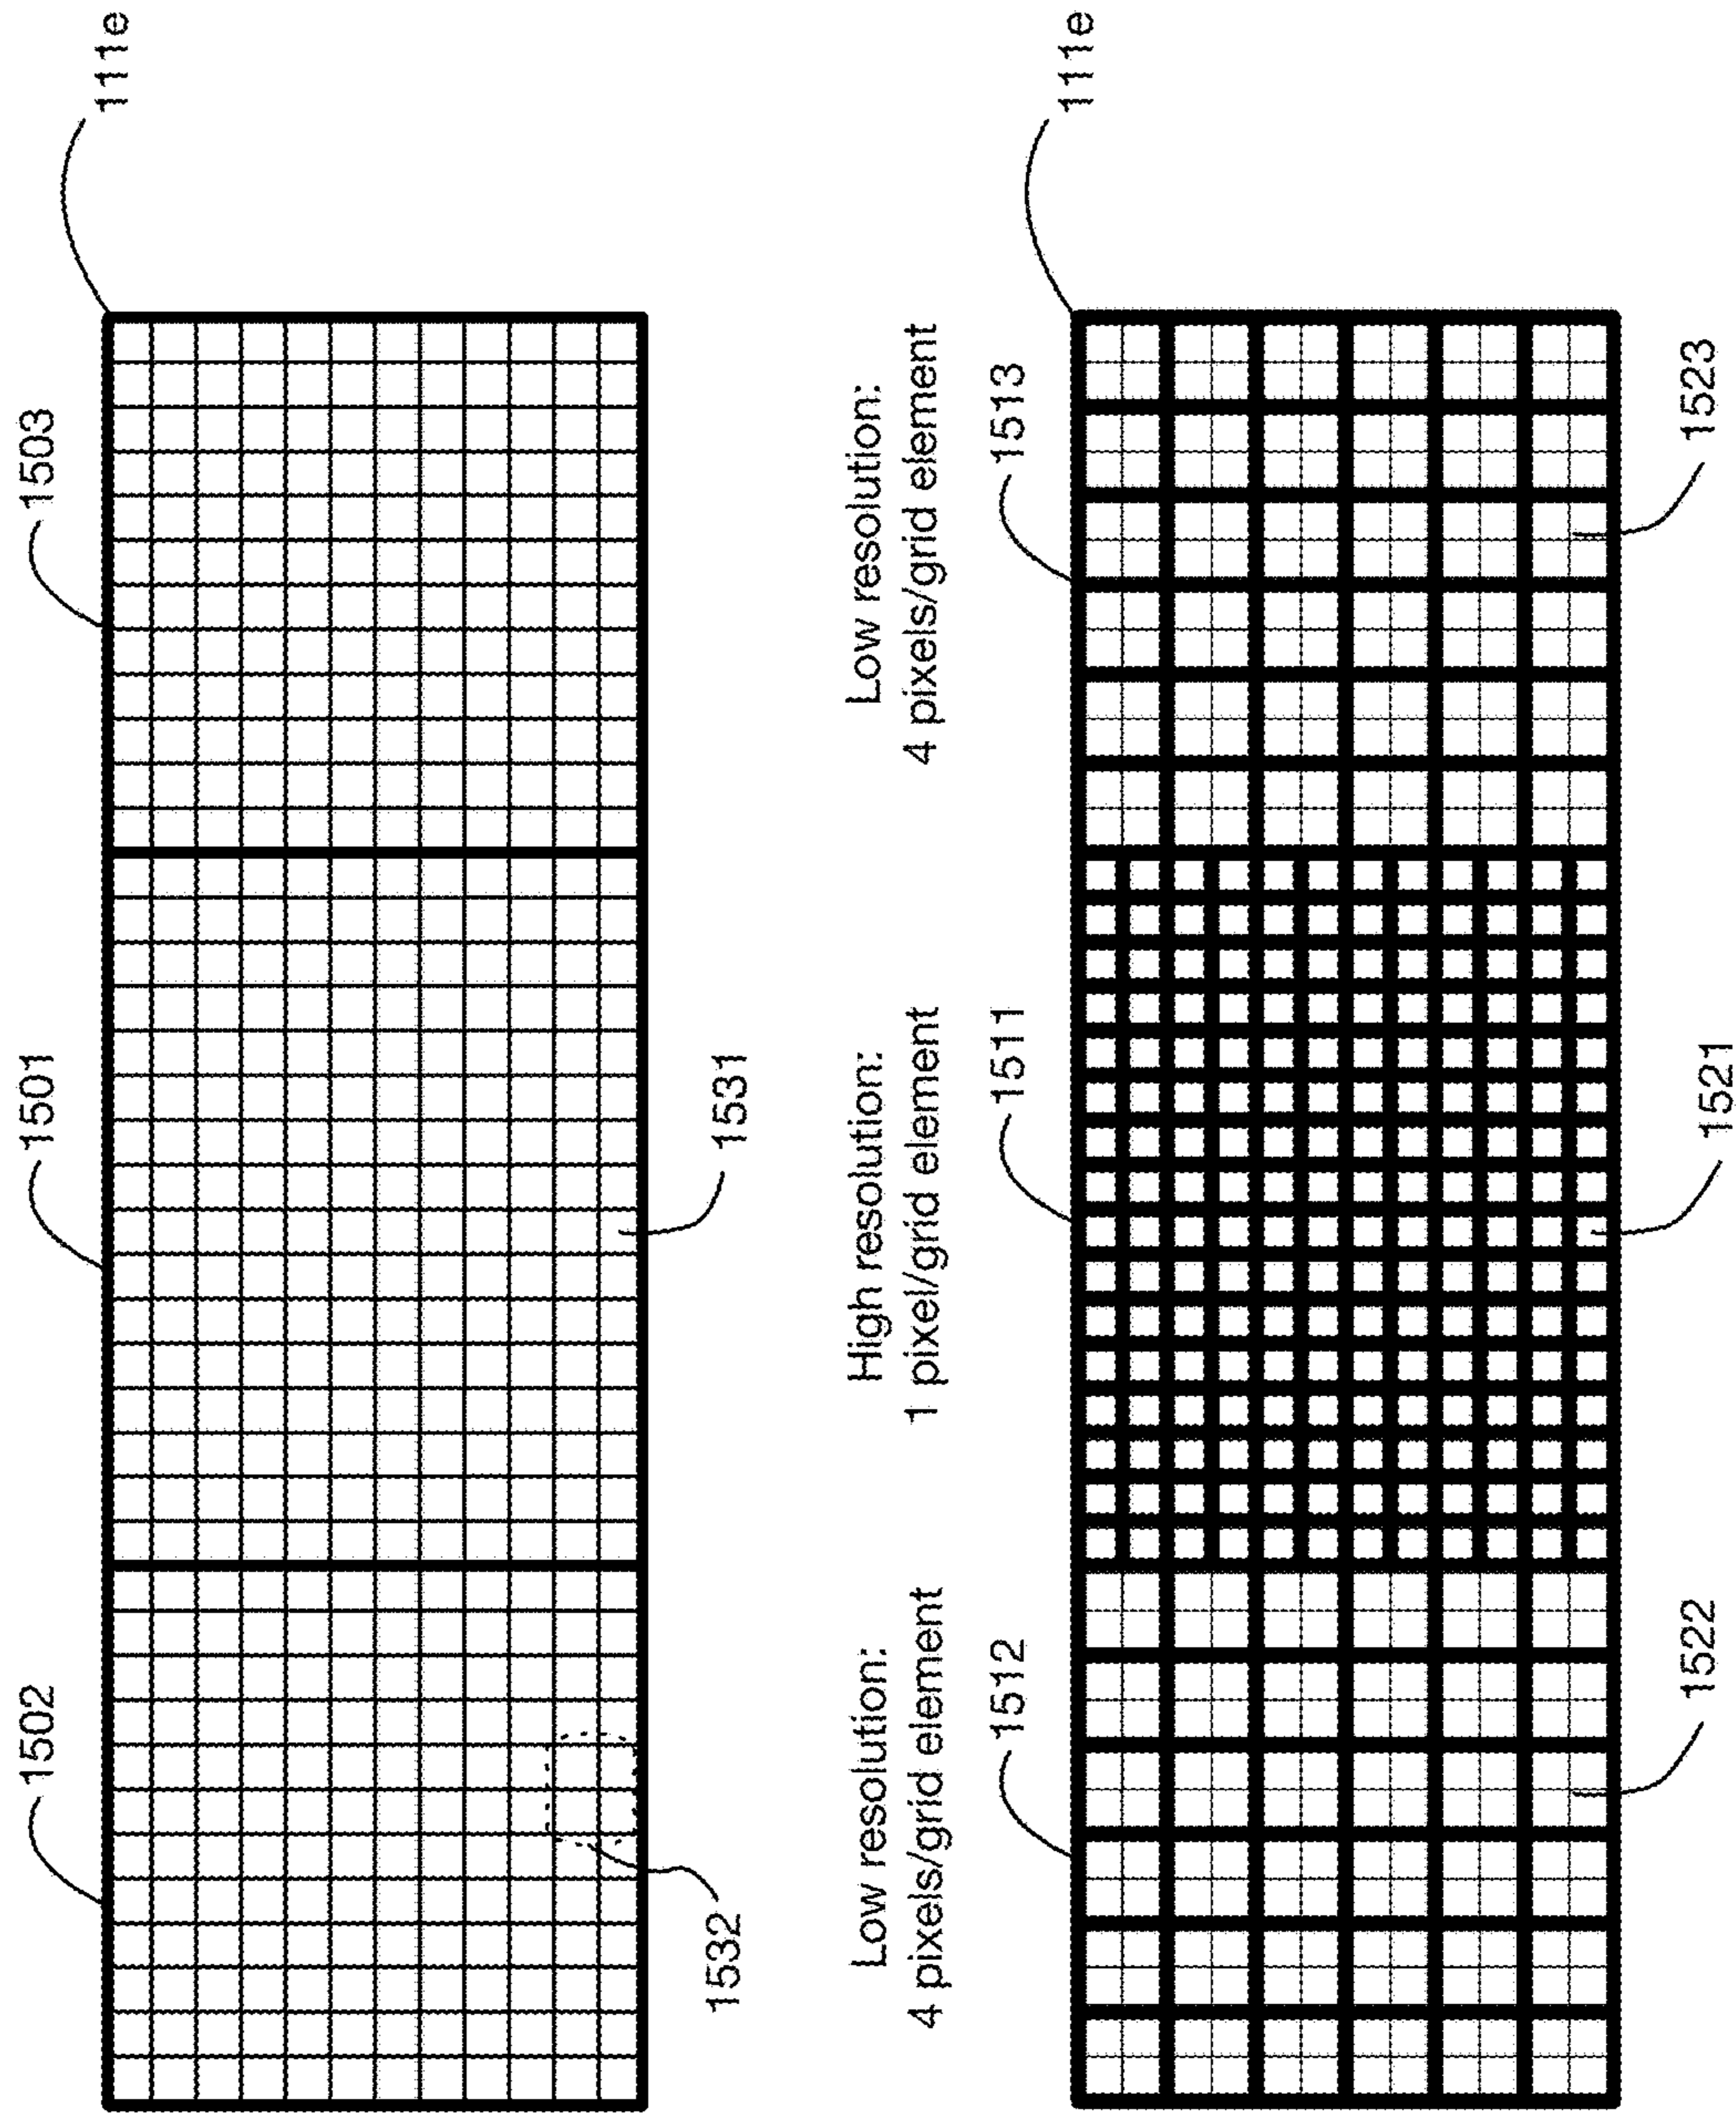 1502
1501
1503
111e
1532
1531
Low resolution:
4 pixels/grid element
High resolution:
1 pixel/grid element
Low resolution:
4 pixels/grid element
1512
1511
1513
111e
1522
1521
1523